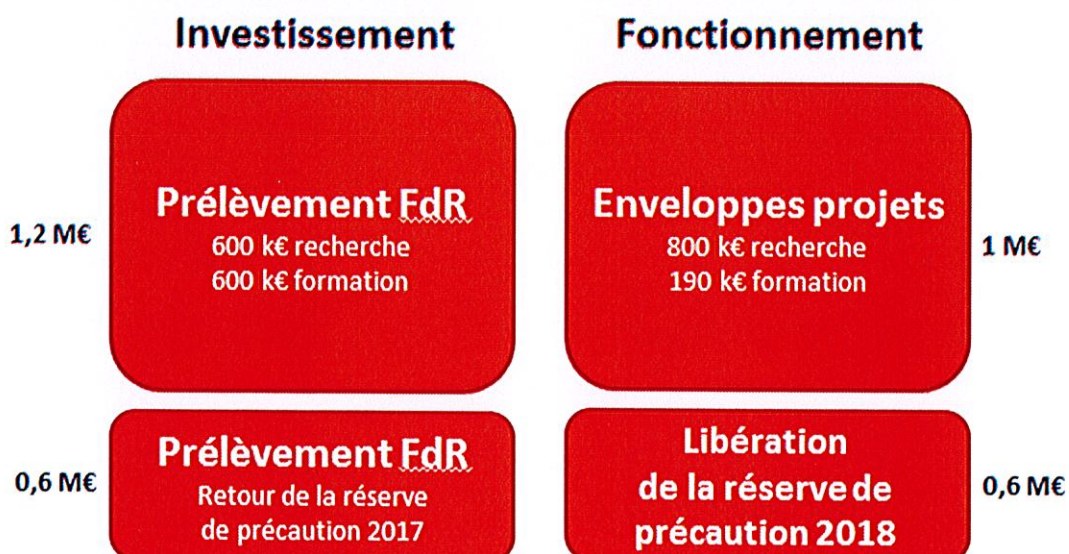 Investissement
Fonctionnement
1,2 M€
Prélèvement FdR
600 k€ recherche
600 k€ formation
Enveloppes projets
800 k€ recherche
190 k€ formation
1 M€
0,6 M€
Prélèvement FdR
Retour de la réserve
de précaution 2017
Libération
de la réserve de
précaution 2018
0,6 M€